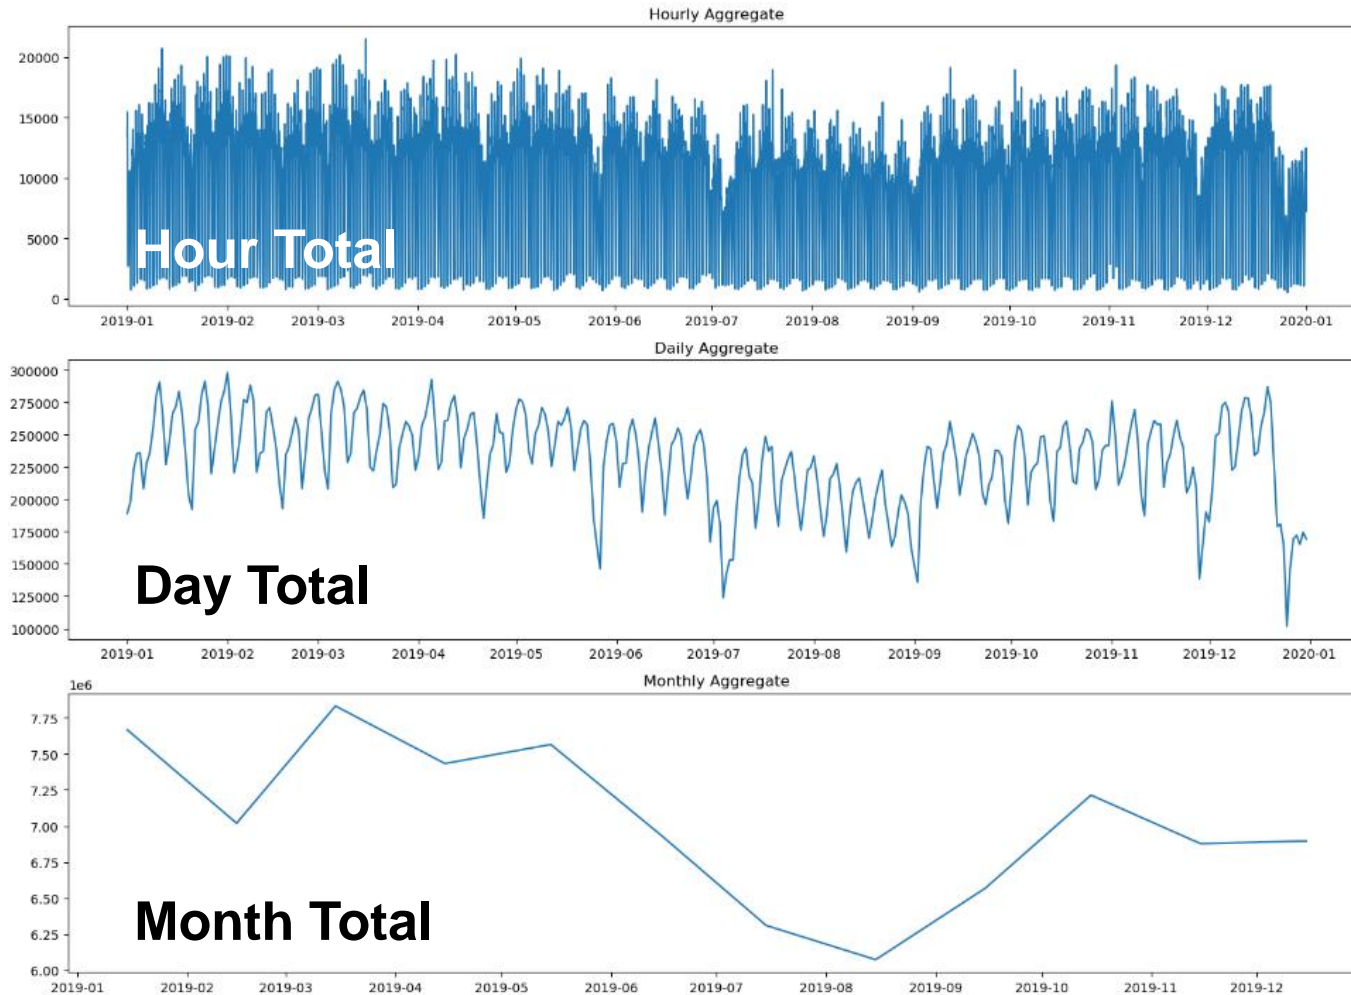 Hourly Aggregate
20000
15000
10000
5000
0
Hour Total
2019-01 2019-02 2019-03 2019-04 2019-05 2019-06 2019-07 2019-08 2019-09 2019-10 2019-11 2019-12 2020-01
Daily Aggregate
300000
275000
250000
225000
200000
175000
150000
125000
100000
Day Total
2019-01 2019-02 2019-03 2019-04 2019-05 2019-06 2019-07 2019-08 2019-09 2019-10 2019-11 2019-12 2020-01
Monthly Aggregate
1e6
7.75
7.50
7.25
7.00
6.75
6.50
6.25
6.00
Month Total
2019-01 2019-02 2019-03 2019-04 2019-05 2019-06 2019-07 2019-08 2019-09 2019-10 2019-11 2019-12